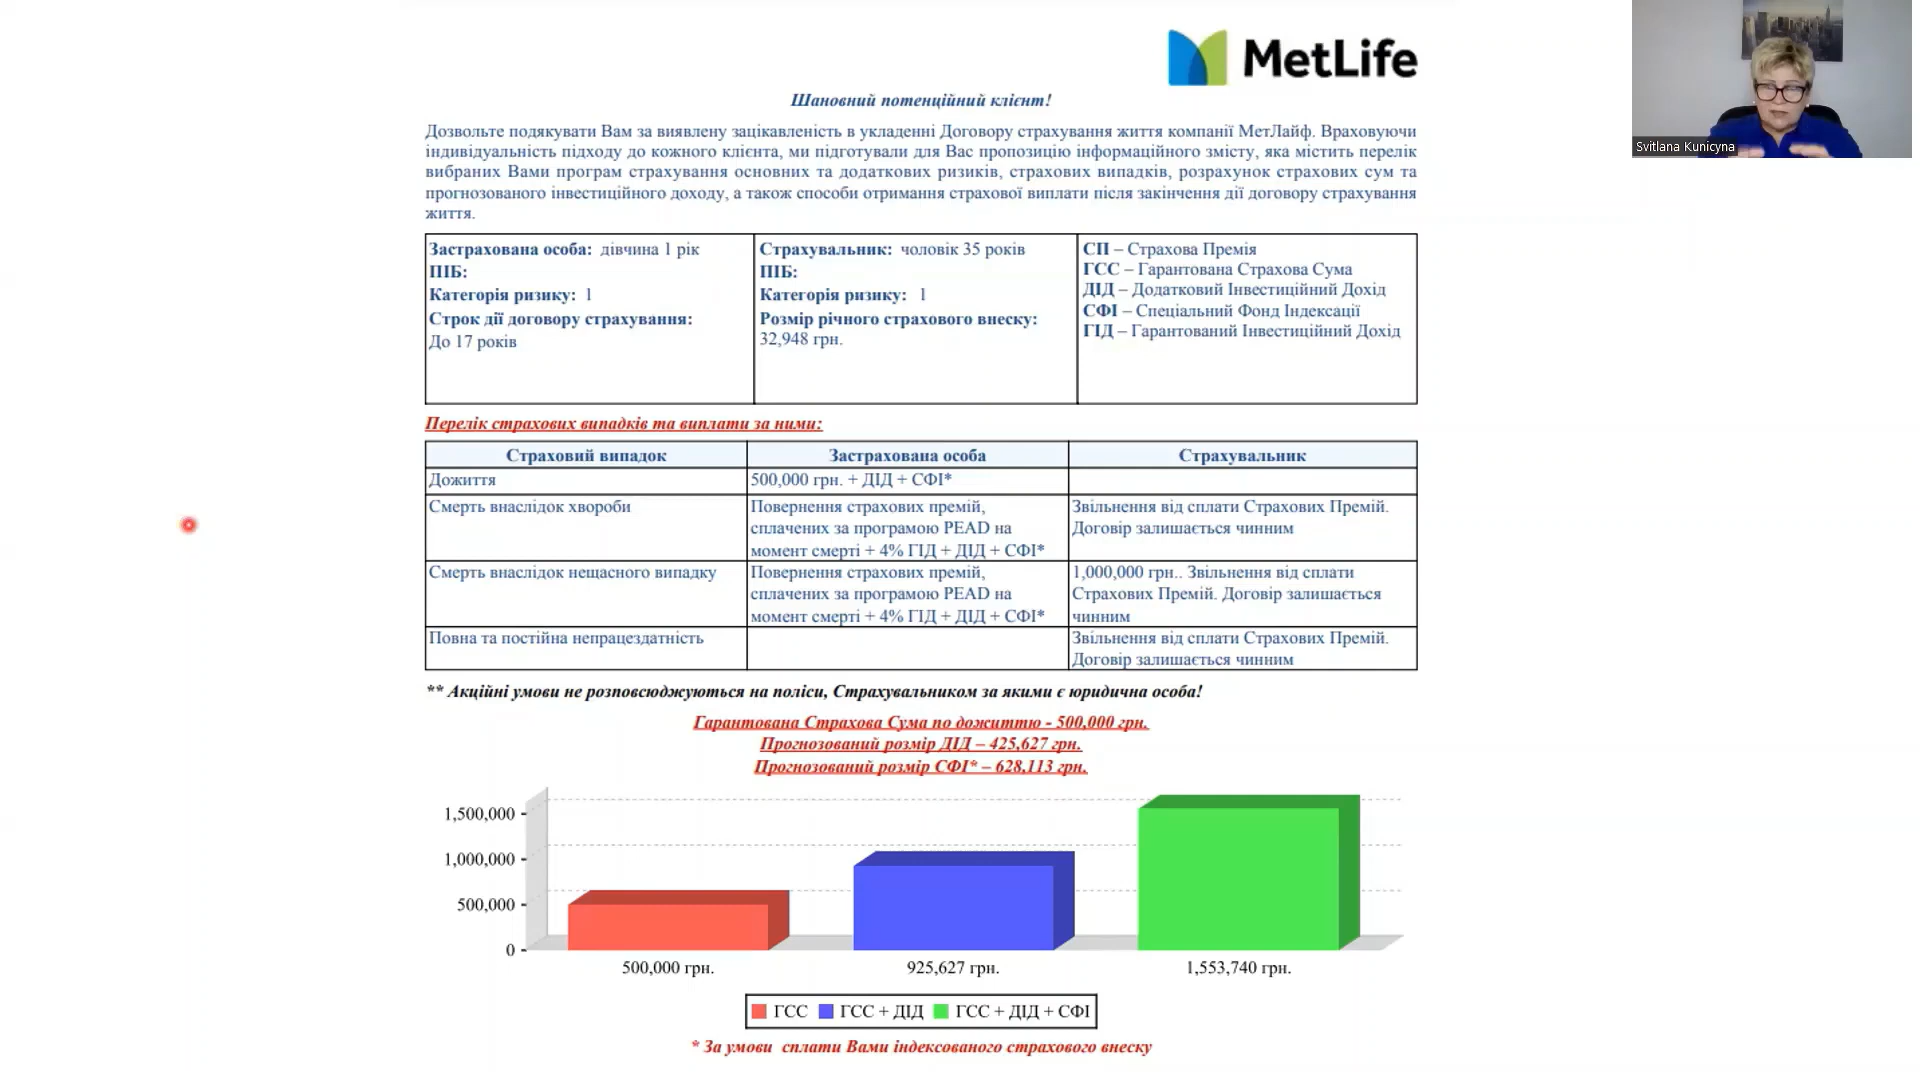 MetLife
Svitlana Kunicyna
Шановний потенційний клієнт!
Дозвольте подякувати Вам за виявлену зацікавленість в укладенні Договору страхування життя компанії МетЛайф. Враховуючи
індивідуальність підходу до кожного клієнта, ми підготували для Вас пропозицію інформаційного змісту, яка містить перелік
вибраних Вами програм страхування основних та додаткових ризиків, страхових випадків, розрахунок страхових сум та
прогнозованого інвестиційного доходу, а також способи отримання страхової виплати після закінчення дії договору страхування
життя.
Застрахована особа: дівчина 1 рік
ПІБ:
Категорія ризику: 1
Строк дії договору страхування:
До 17 років
Страхувальник: чоловік 35 років
ПІБ:
Категорія ризику: 1
Розмір річного страхового внеску:
32,948 грн.
СП – Страхова Премія
ГСС – Гарантована Страхова Сума
ДІД – Додатковий Інвестиційний Дохід
СФІ – Спеціальний Фонд Індексації
ГІД – Гарантований Інвестиційний Дохід
Перелік страхових випадків та виплати за ними:
Страховий випадок
Застрахована особа
Страхувальник
Дожиття
500,000 грн. + ДІД + СФІ*
Смерть внаслідок хвороби
Повернення страхових премій,
сплачених за програмою PEAD на
момент смерті + 4% ГІД + ДІД + СФІ*
Звільнення від сплати Страхових Премій.
Договір залишається чинним
Смерть внаслідок нещасного випадку
Повернення страхових премій,
сплачених за програмою PEAD на
момент смерті + 4% ГІД + ДІД + СФІ*
1,000,000 грн.. Звільнення від сплати
Страхових Премій. Договір залишається
чинним
Повна та постійна непрацездатність
Звільнення від сплати Страхових Премій.
Договір залишається чинним
** Акційні умови не розповсюджуються на поліси, Страхувальником за якими є юридична особа!
Гарантована Страхова Сума по дожиттю - 500,000 грн.
Прогнозований розмір ДІД – 425,627 грн.
Прогнозований розмір СФІ* – 628,113 грн.
1,500,000
1,000,000
500,000
0
500,000 грн.
925,627 грн.
1,553,740 грн.
ГСС
ГСС + ДІД
ГСС + ДІД + СФІ
* За умови сплати Вами індексованого страхового внеску